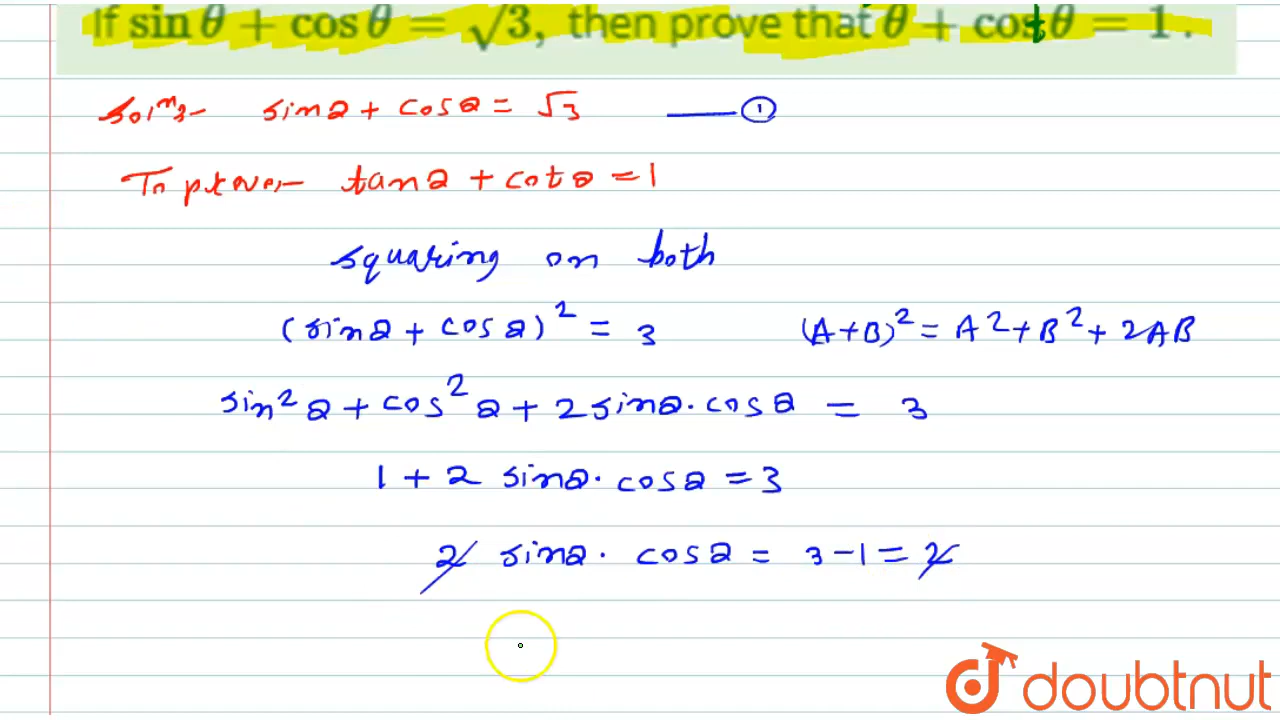 If sin θ + cos θ = √3, then prove that θ + cotθ = 1.
Soln:- sinθ + cosθ = √3 —— ①
To prove:- tanθ + cotθ = 1
squaring on both
(sinθ + cosθ)² = 3 (A+B)² = A² + B² + 2AB
sin²θ + cos²θ + 2sinθ.cosθ = 3
1 + 2 sinθ. cosθ = 3
2 sinθ. cosθ = 3 - 1 = 2
doubtnut